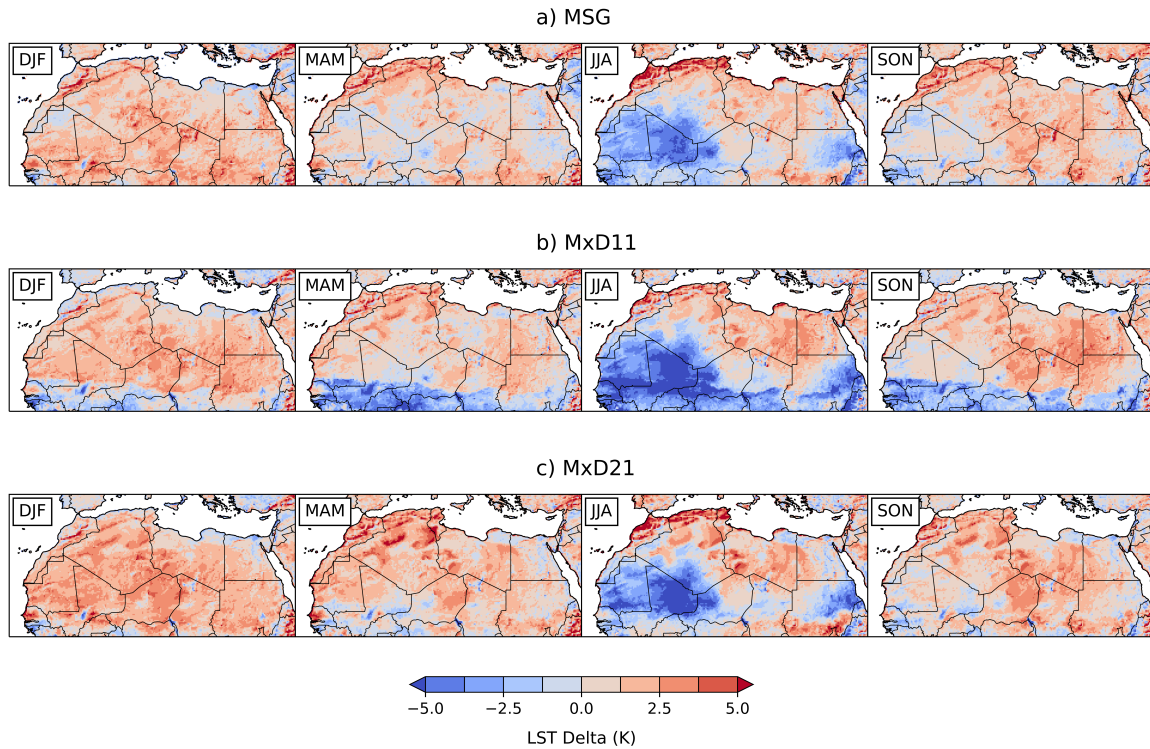 a) MSG
DJF MAM JJA SON
b) MxD11
DJF MAM JJA SON
c) MxD21
DJF MAM JJA SON
−5.0 −2.5 0.0 2.5 5.0
LST Delta (K)